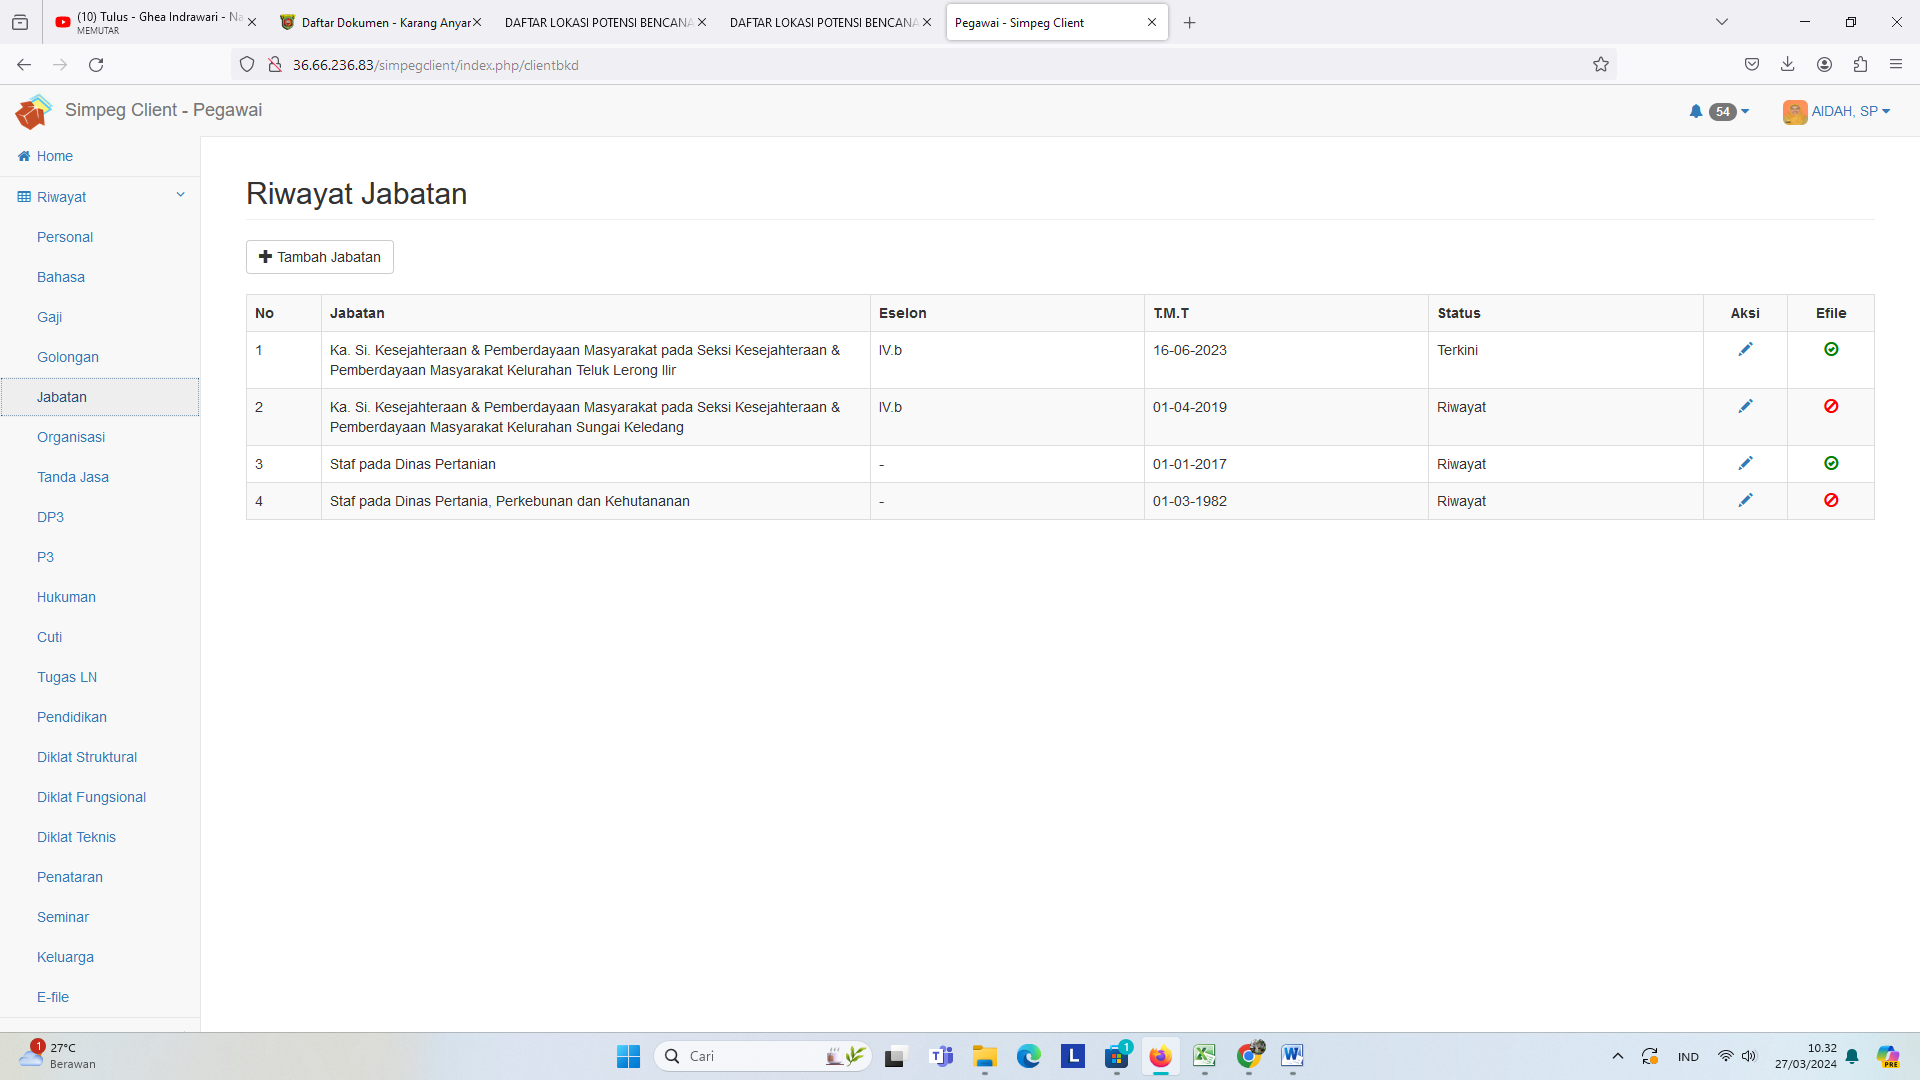 (10) Tulus - Ghea Indrawari - Na
MEMUTAR
Daftar Dokumen - Karang Anyar
DAFTAR LOKASI POTENSI BENCANA
DAFTAR LOKASI POTENSI BENCANA
Pegawai - Simpeg Client
36.66.236.83/simpegclient/index.php/clientbkd
Simpeg Client - Pegawai
54
AIDAH, SP
Home
Riwayat
Personal
Bahasa
Gaji
Golongan
Jabatan
Organisasi
Tanda Jasa
DP3
P3
Hukuman
Cuti
Tugas LN
Pendidikan
Diklat Struktural
Diklat Fungsional
Diklat Teknis
Penataran
Seminar
Keluarga
E-file
Riwayat Jabatan
Tambah Jabatan
No Jabatan Eselon T.M.T Status Aksi Efile
1 Ka. Si. Kesejahteraan & Pemberdayaan Masyarakat pada Seksi Kesejahteraan & IV.b 16-06-2023 Terkini
Pemberdayaan Masyarakat Kelurahan Teluk Lerong Ilir
2 Ka. Si. Kesejahteraan & Pemberdayaan Masyarakat pada Seksi Kesejahteraan & IV.b 01-04-2019 Riwayat
Pemberdayaan Masyarakat Kelurahan Sungai Keledang
3 Staf pada Dinas Pertanian - 01-01-2017 Riwayat
4 Staf pada Dinas Pertania, Perkebunan dan Kehutananan - 01-03-1982 Riwayat
1
27°C
Berawan
Cari
L
1
IND
10.32
27/03/2024
PRE